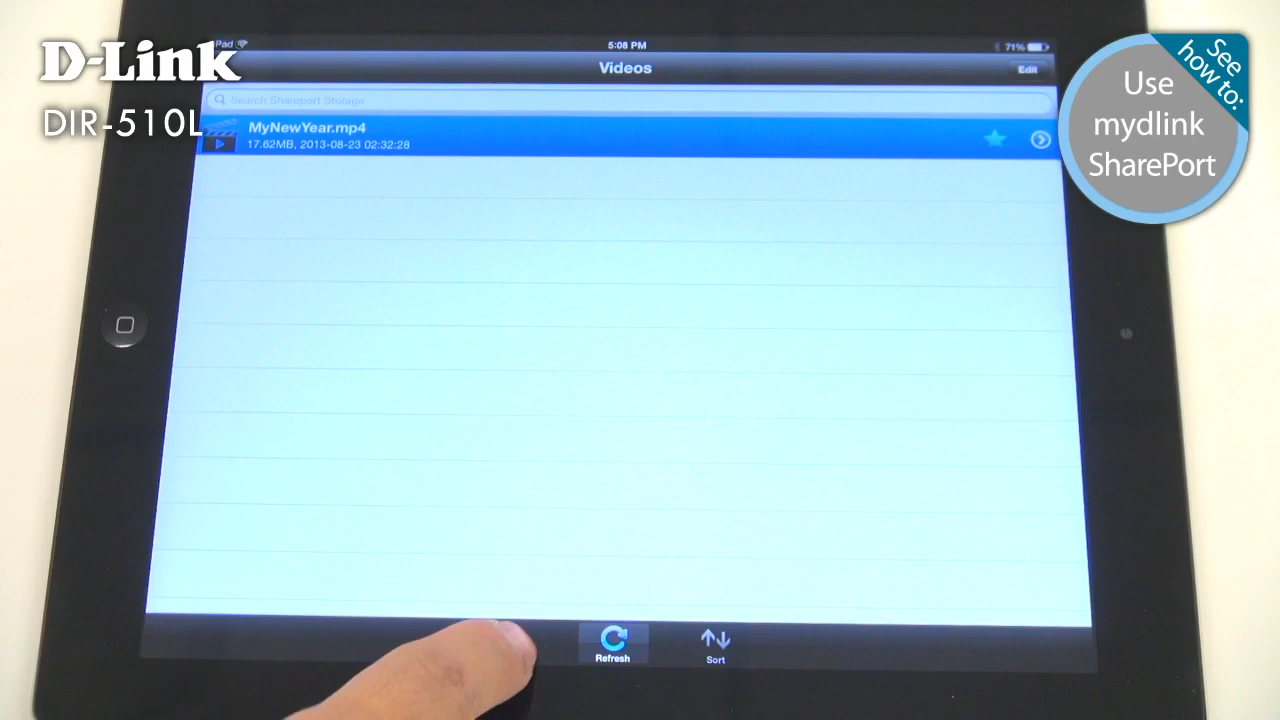 D-Link
DIR-510L
iPad
5:08 PM
71%
Videos
Edit
Search Shareport Storage
MyNewYear.mp4
17.62MB, 2013-08-23 02:32:28
Refresh
Sort
See
how to:
Use
mydlink
SharePort